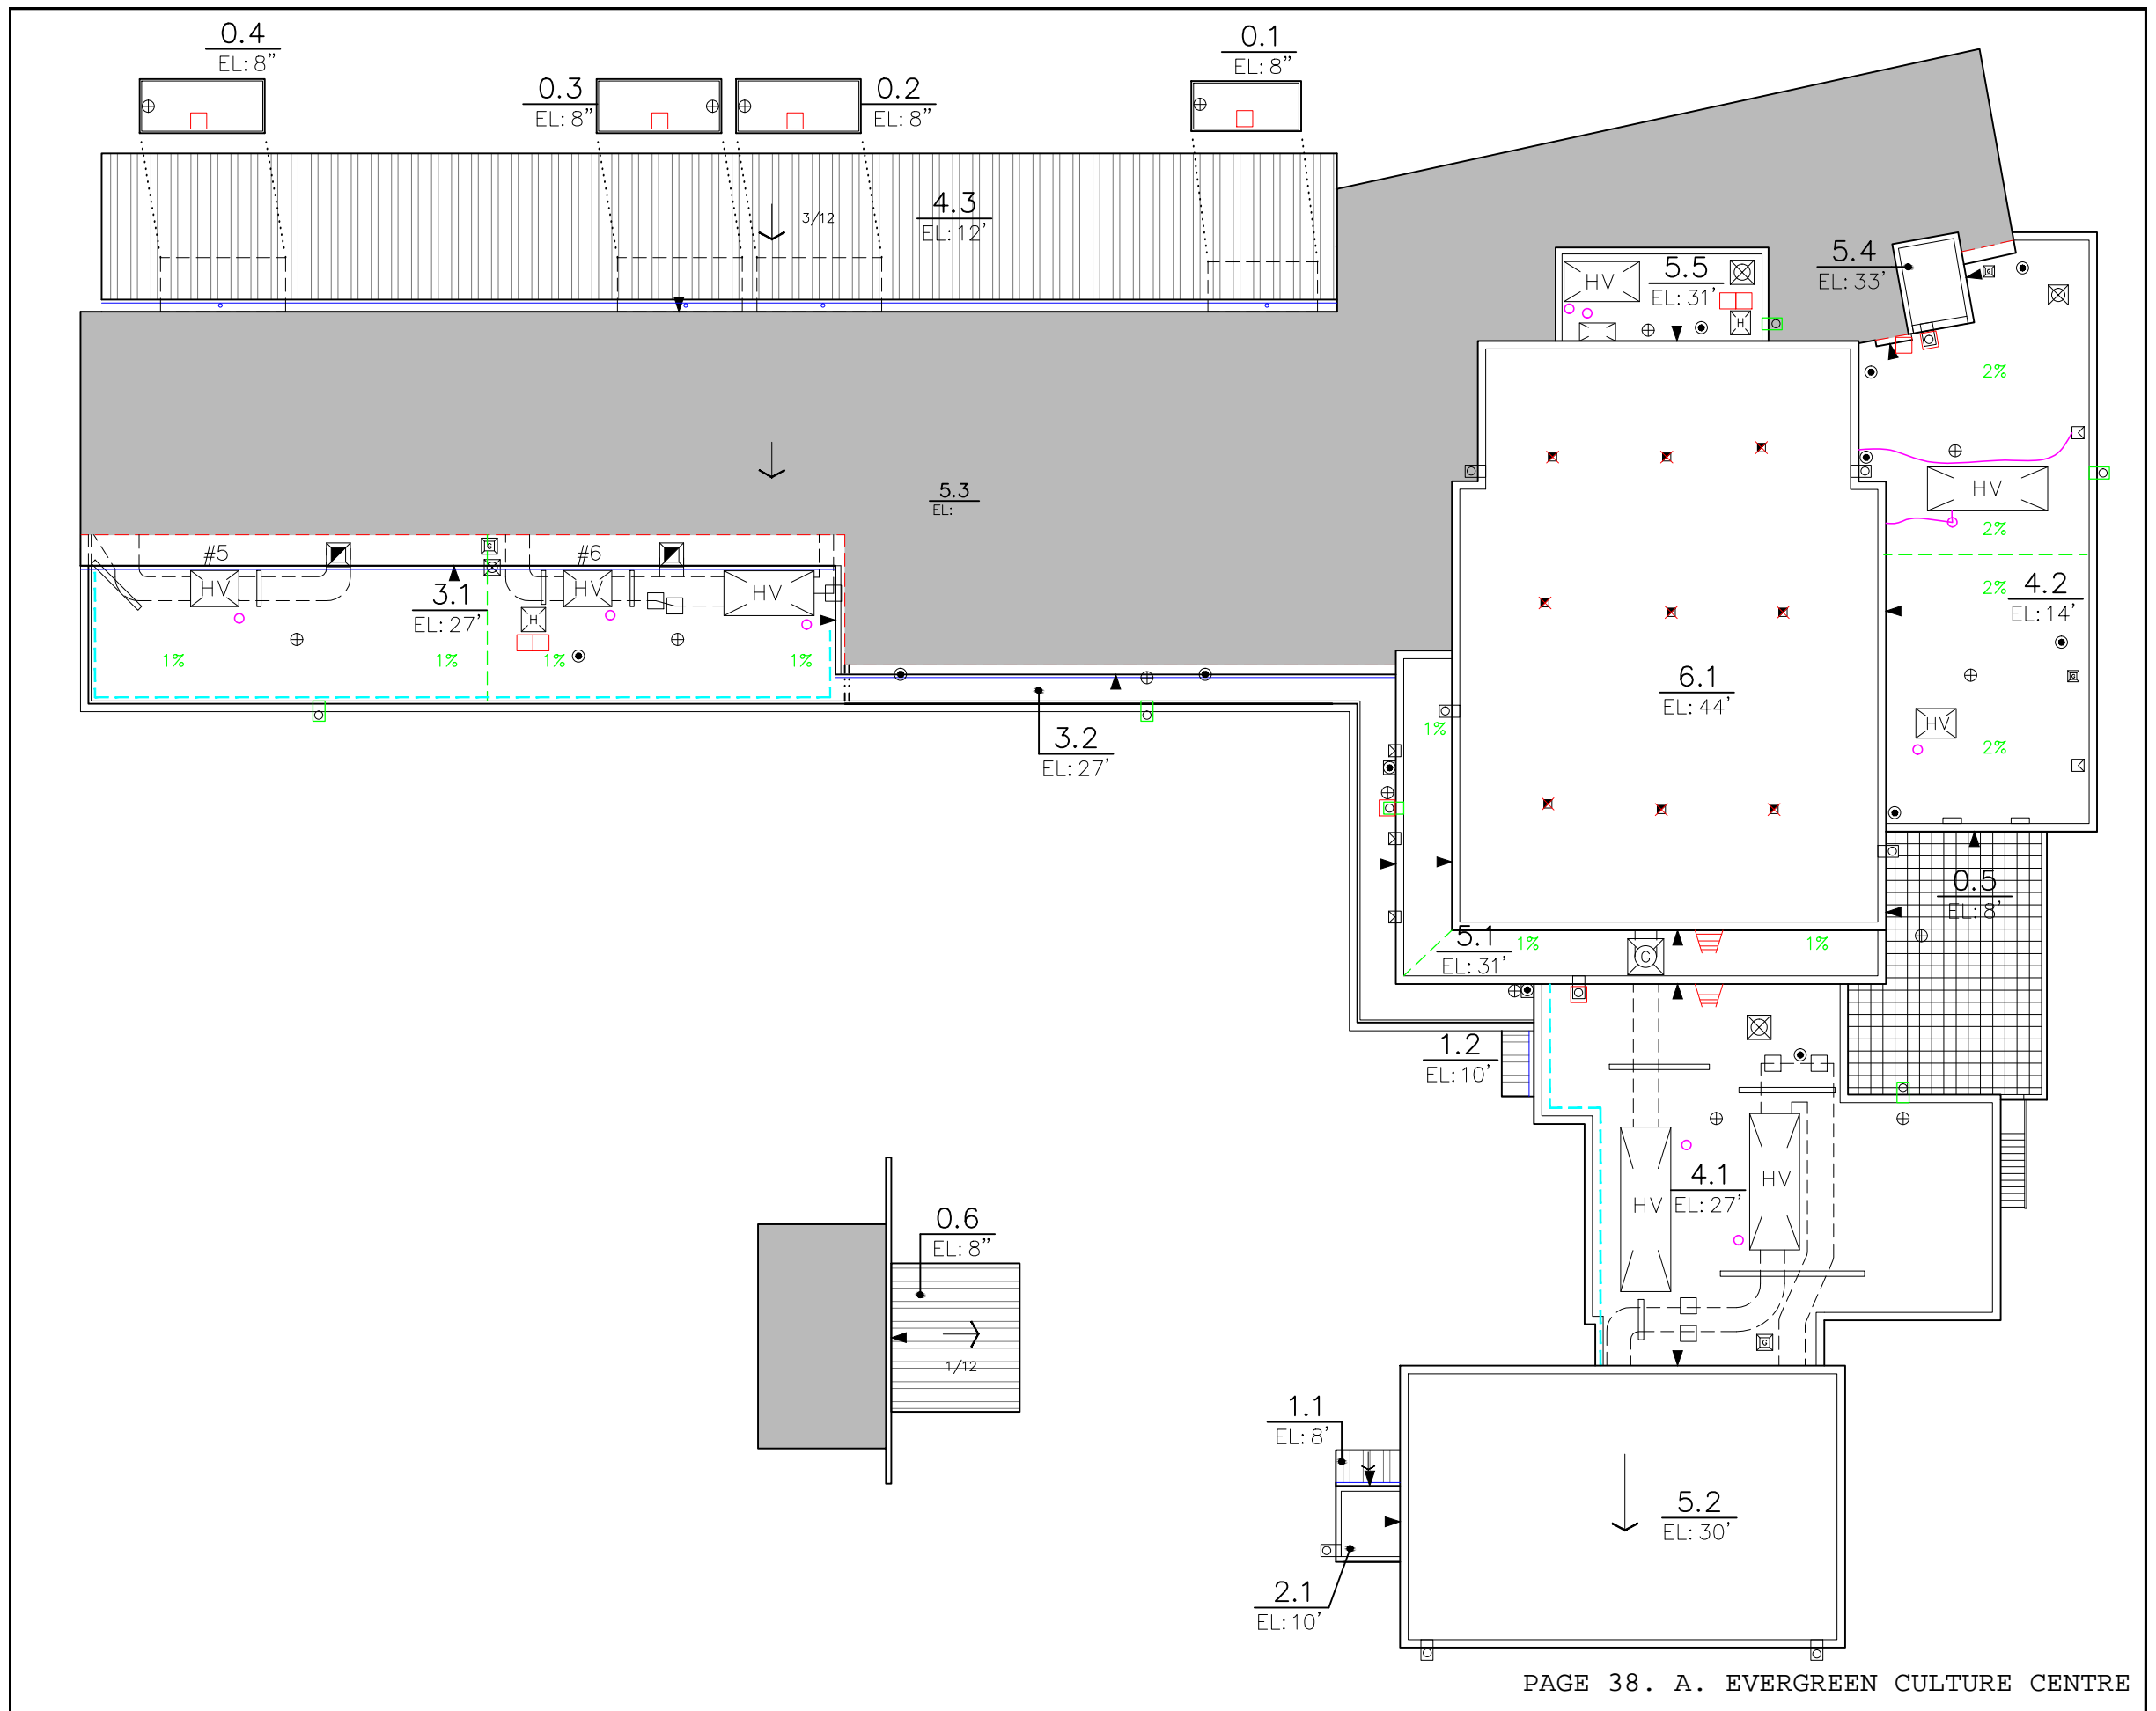 0.4
EL: 8"
0.1
EL: 8"
0.3
EL: 8"
0.2
EL: 8"
4.3
EL: 12'
3/12
5.4
EL: 33'
HV
5.5
EL: 31'
H
G
2%
5.3
EL:
HV
2%
2%
4.2
EL: 14'
#5
#6
G
HV
HV
HV
H
3.1
EL: 27'
1%
1%
1%
1%
6.1
EL: 44'
G
3.2
EL: 27'
1%
HV
2%
0.5
EL: 8'
5.1
EL: 31'
1%
1%
G
1.2
EL: 10'
4.1
EL: 27'
HV
HV
0.6
EL: 8"
1/12
G
1.1
EL: 8'
5.2
EL: 30'
2.1
EL: 10'
PAGE 38. A. EVERGREEN CULTURE CENTRE